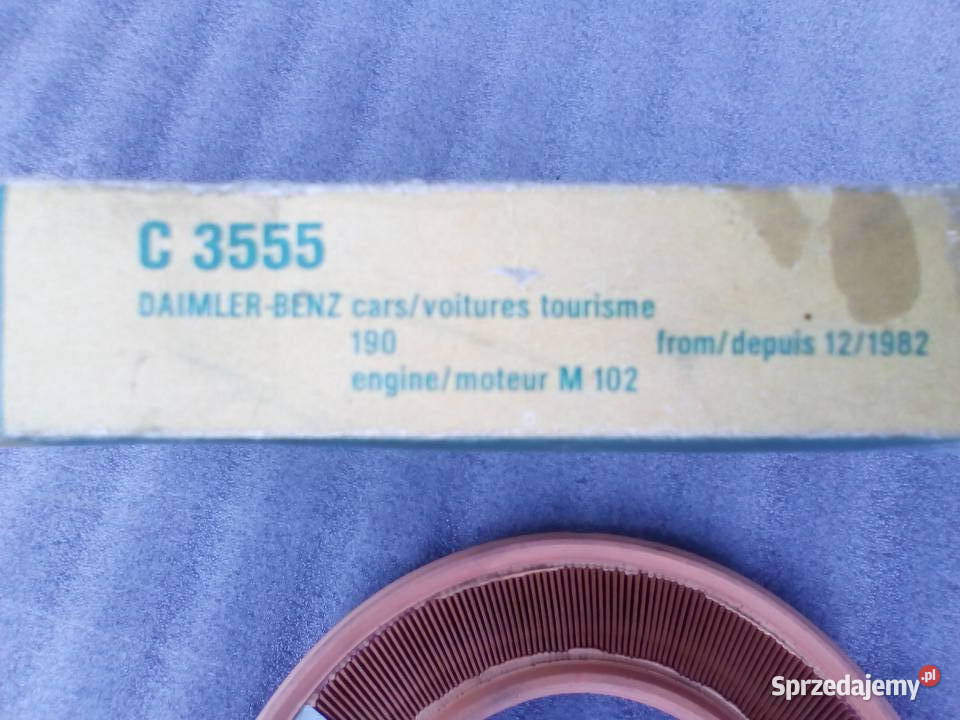 C 3555
DAIMLER-BENZ cars/voitures tourisme
190 from/depuis 12/1982
engine/moteur M 102
Sprzedajemy.pl